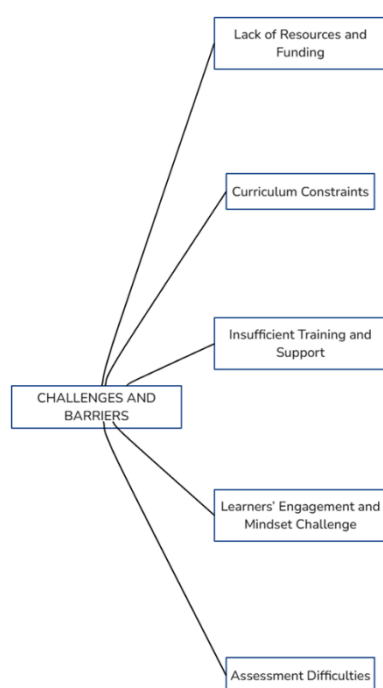 Lack of Resources and
Funding
Curriculum Constraints
Insufficient Training and
Support
CHALLENGES AND
BARRIERS
Learners' Engagement and
Mindset Challenge
Assessment Difficulties